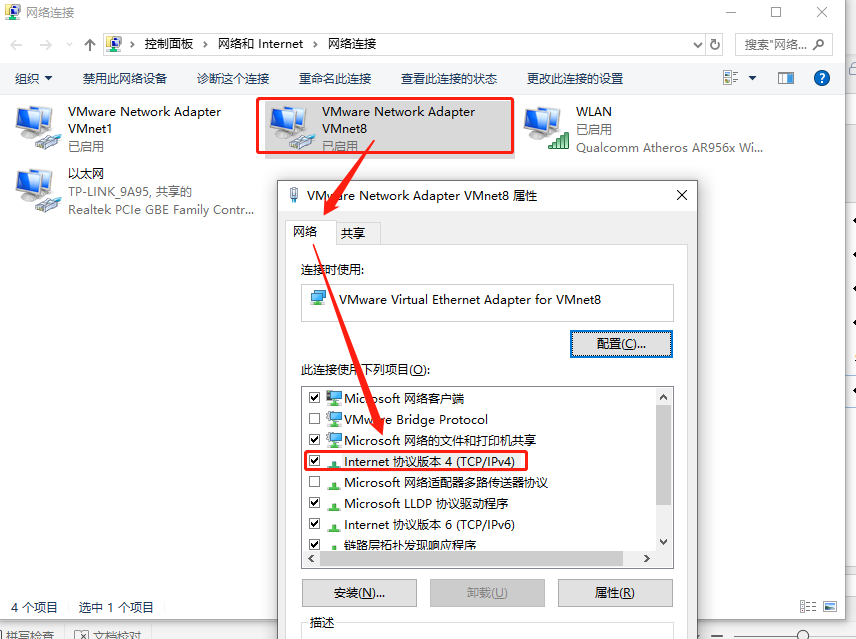 网络连接
控制面板 › 网络和 Internet › 网络连接
搜索"网络...
组织 禁用此网络设备 诊断这个连接 重命名此连接 查看此连接的状态 更改此连接的设置
VMware Network Adapter
VMnet1
已启用
VMware Network Adapter
VMnet8
已启用
WLAN
已启用
Qualcomm Atheros AR956x Wi...
以太网
TP-LINK_9A95, 共享的
Realtek PCIe GBE Family Contr...
VMware Network Adapter VMnet8 属性
网络 共享
连接时使用:
VMware Virtual Ethernet Adapter for VMnet8
配置(C)...
此连接使用下列项目(O):
Microsoft 网络客户端
VMware Bridge Protocol
Microsoft 网络的文件和打印机共享
Internet 协议版本 4 (TCP/IPv4)
Microsoft 网络适配器多路传送器协议
Microsoft LLDP 协议驱动程序
Internet 协议版本 6 (TCP/IPv6)
链路层拓扑发现响应程序
安装(N)... 卸载(U) 属性(R)
描述
4 个项目 选中 1 个项目
拼写检查 文档校对